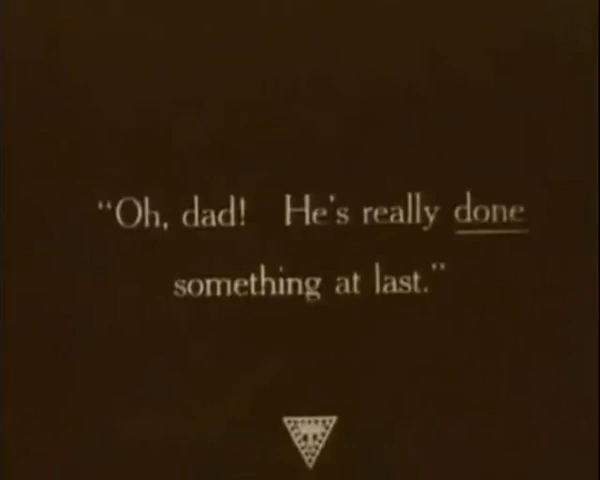 “Oh, dad! He's really done
something at last.”